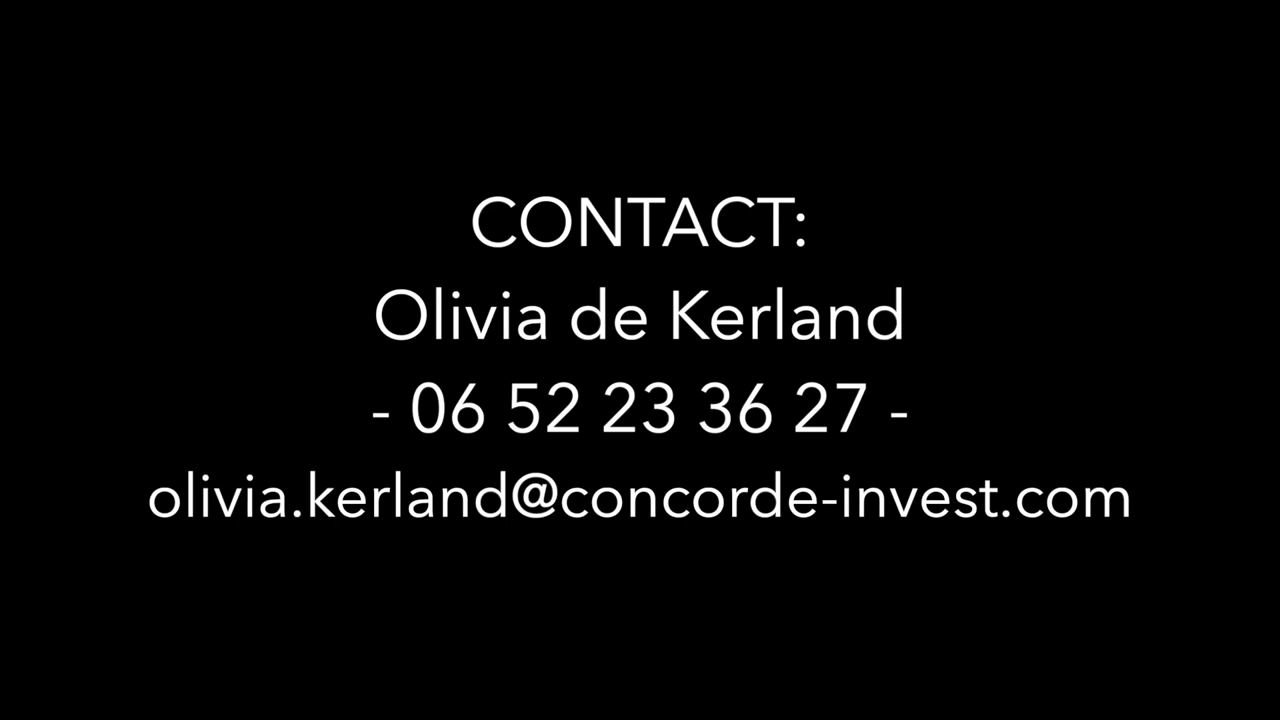 CONTACT:
Olivia de Kerland
- 06 52 23 36 27 -
olivia.kerland@concorde-invest.com